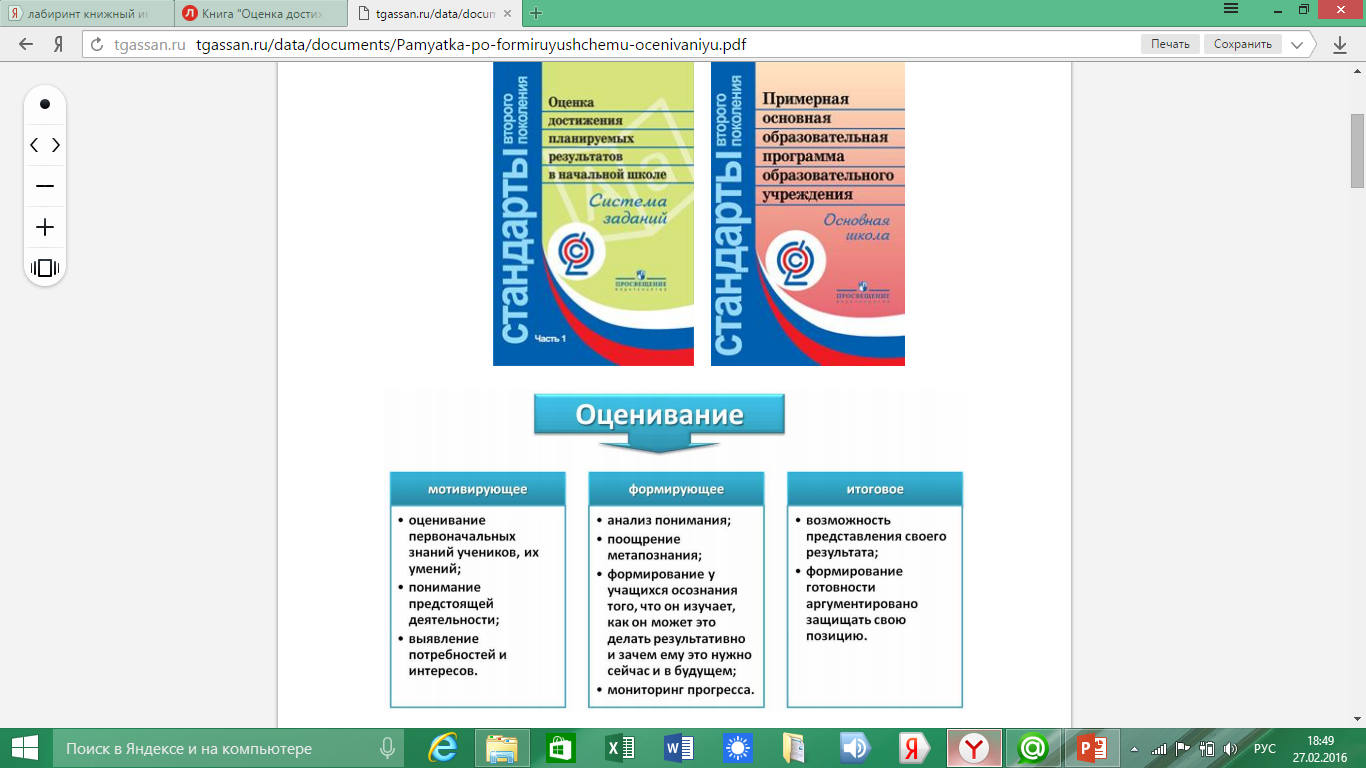 лабиринт книжный ин
Книга "Оценка дости
tgassan.ru/data/docum
tgassan.ru tgassan.ru/data/documents/Pamyatka-po-formiruyushchemu-ocenivaniyu.pdf
Печать
Сохранить
СТАНДАРТЫ
второго
поколения
Оценка
достижения
планируемых
результатов
в начальной школе
Система
заданий
ПРОСВЕЩЕНИЕ
ИЗДАТЕЛЬСТВО
Часть 1
СТАНДАРТЫ
второго
поколения
Примерная
основная
образовательная
программа
образовательного
учреждения
Основная
школа
ПРОСВЕЩЕНИЕ
ИЗДАТЕЛЬСТВО
Оценивание
мотивирующее
• оценивание
первоначальных
знаний учеников, их
умений;
• понимание
предстоящей
деятельности;
• выявление
потребностей и
интересов.
формирующее
• анализ понимания;
• поощрение
метапознания;
• формирование у
учащихся осознания
того, что он изучает,
как он может это
делать результативно
и зачем ему это нужно
сейчас и в будущем;
• мониторинг прогресса.
итоговое
• возможность
представления своего
результата;
• формирование
готовности
аргументировано
защищать свою
позицию.
Поиск в Яндексе и на компьютере
РУС
18:49
27.02.2016